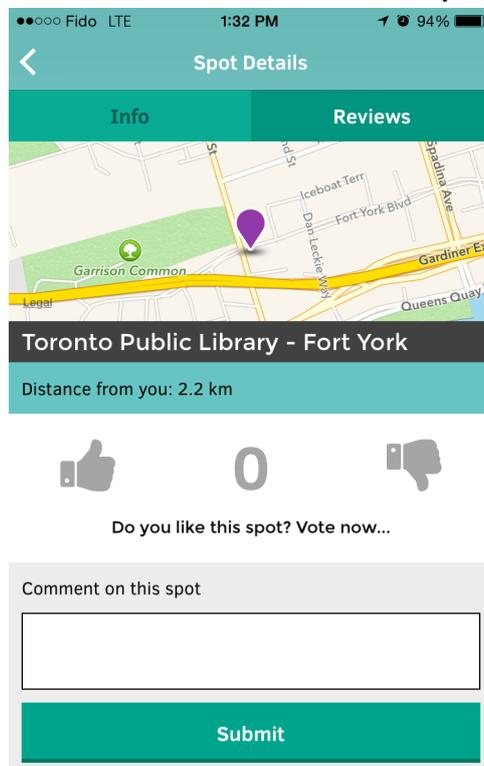 Fido LTE 1:32 PM 94%
Spot Details
Info Reviews
St
nd St
Spadina Ave
Iceboat Terr
Fort York Blvd
Dan Leckie Way
Garrison Common
Gardiner Ex
Legal
Queens Quay
Toronto Public Library - Fort York
Distance from you: 2.2 km
0
Do you like this spot? Vote now...
Comment on this spot
Submit